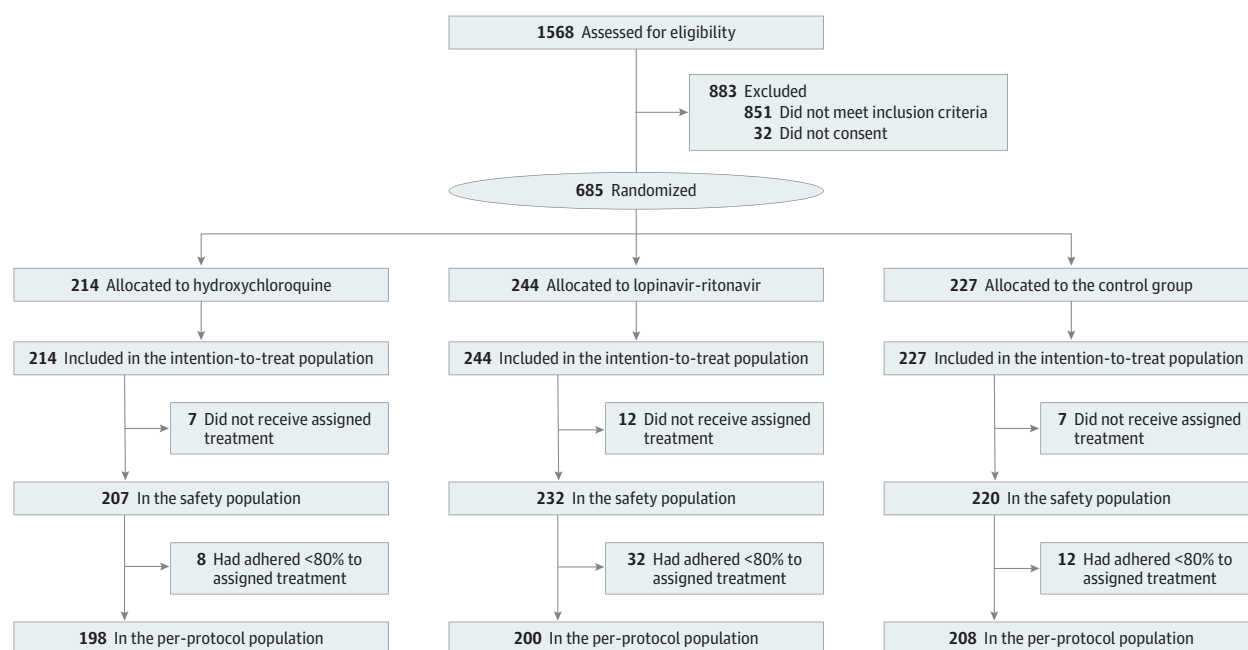 1568 Assessed for eligibility
883 Excluded
851 Did not meet inclusion criteria
32 Did not consent
685 Randomized
214 Allocated to hydroxychloroquine
244 Allocated to lopinavir-ritonavir
227 Allocated to the control group
214 Included in the intention-to-treat population
244 Included in the intention-to-treat population
227 Included in the intention-to-treat population
7 Did not receive assigned
treatment
12 Did not receive assigned
treatment
7 Did not receive assigned
treatment
207 In the safety population
232 In the safety population
220 In the safety population
8 Had adhered <80% to
assigned treatment
32 Had adhered <80% to
assigned treatment
12 Had adhered <80% to
assigned treatment
198 In the per-protocol population
200 In the per-protocol population
208 In the per-protocol population